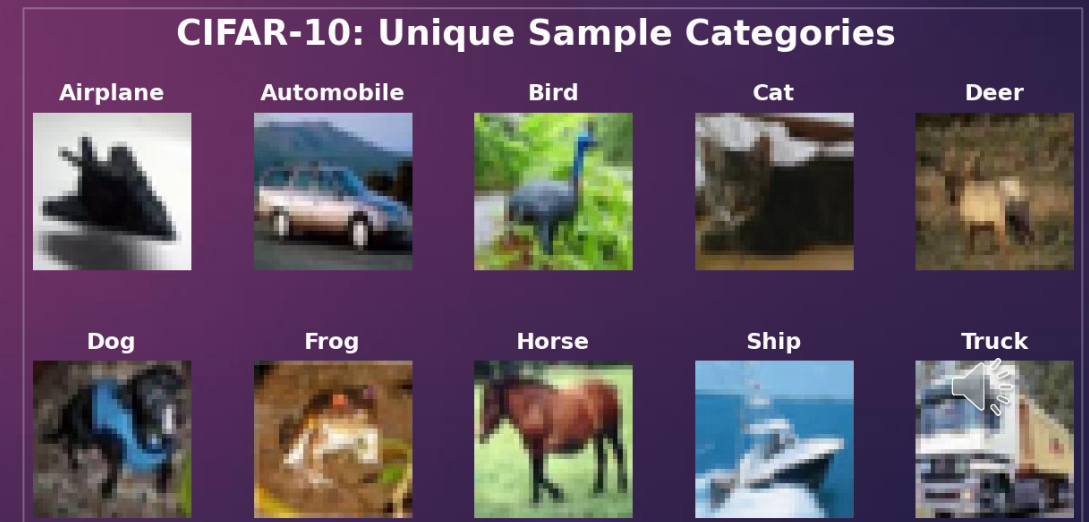 CIFAR-10: Unique Sample Categories
Airplane Automobile Bird Cat Deer
Dog Frog Horse Ship Truck